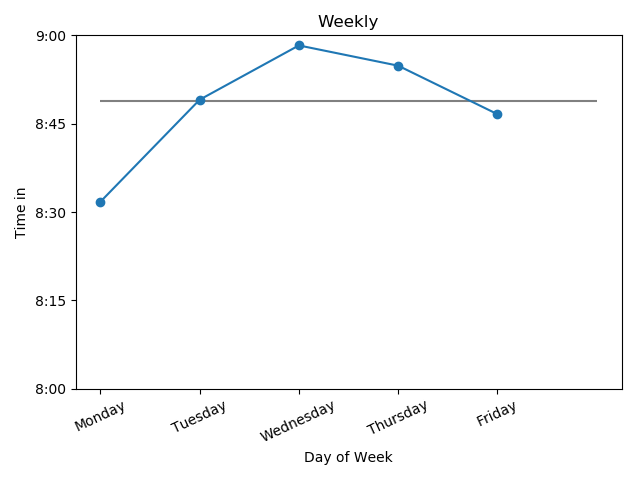 Weekly
9:00
8:45
8:30
8:15
8:00
Time in
Monday
Tuesday
Wednesday
Thursday
Friday
Day of Week